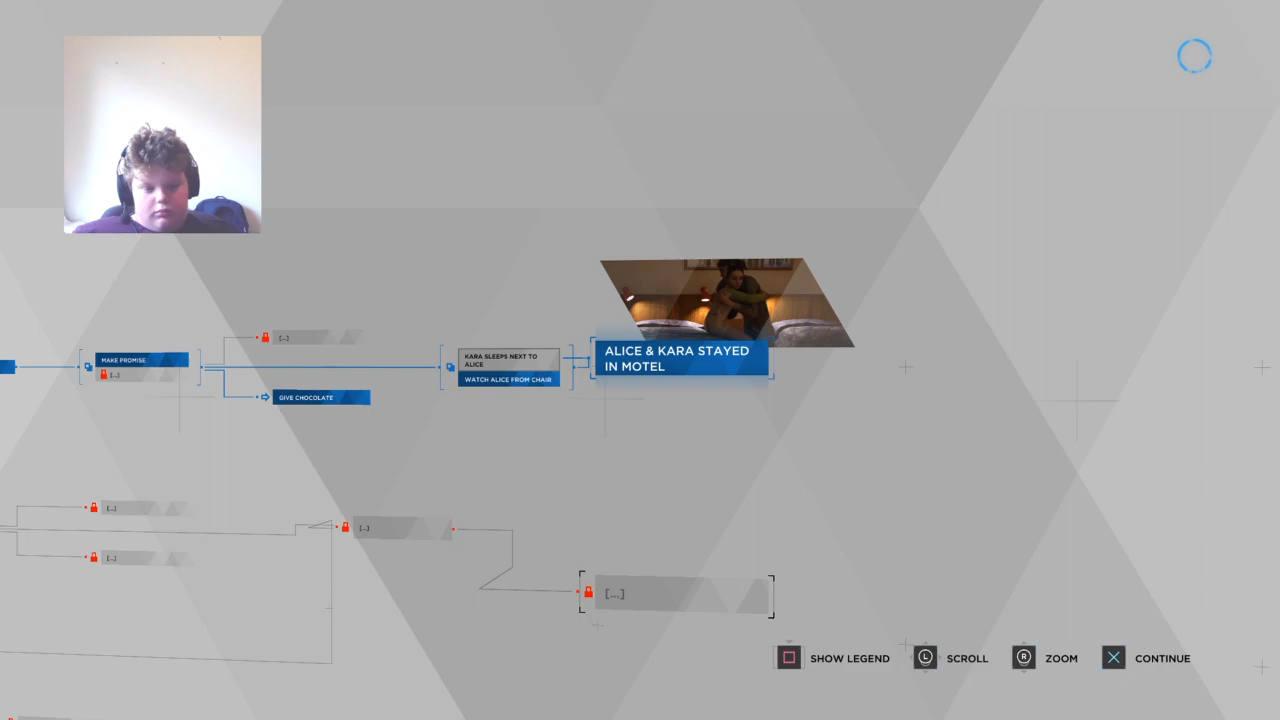 [...]
MAKE PROMISE
[...]
KARA SLEEPS NEXT TO
ALICE
WATCH ALICE FROM CHAIR
ALICE & KARA STAYED
IN MOTEL
GIVE CHOCOLATE
[...]
[...]
[...]
[...]
SHOW LEGEND
L
SCROLL
R
ZOOM
CONTINUE